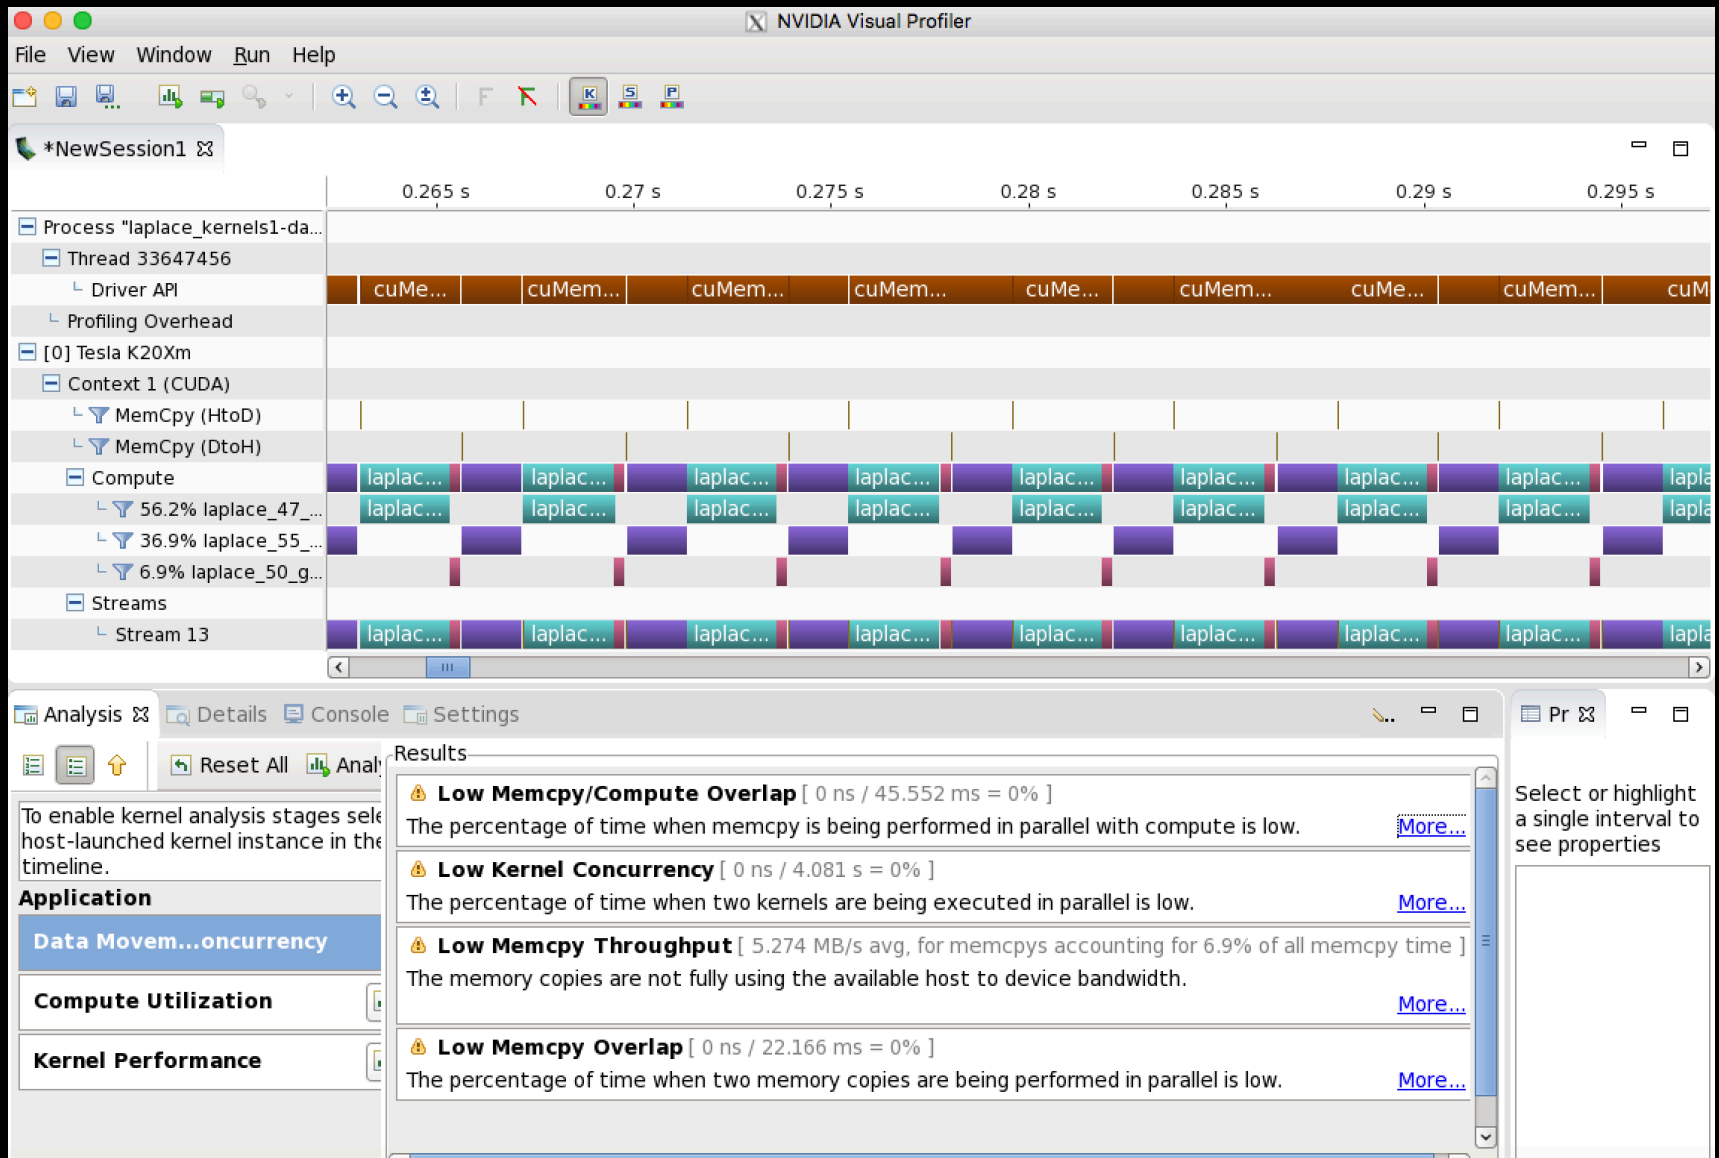 NVIDIA Visual Profiler
File View Window Run Help
*NewSession1
0.265 s 0.27 s 0.275 s 0.28 s 0.285 s 0.29 s 0.295 s
Process "laplace_kernels1-da...
Thread 33647456
Driver API cuMe... cuMem... cuMem... cuMem... cuMe... cuMem... cuMe... cuMem... cuM
Profiling Overhead
[0] Tesla K20Xm
Context 1 (CUDA)
MemCpy (HtoD)
MemCpy (DtoH)
Compute laplac... laplac... laplac... laplac... laplac... laplac... laplac... laplac... lapla
56.2% laplace_47_... laplac... laplac... laplac... laplac... laplac... laplac... laplac... laplac... lapla
36.9% laplace_55_...
6.9% laplace_50_g...
Streams
Stream 13 laplac... laplac... laplac... laplac... laplac... laplac... laplac... laplac... lapla
Analysis Details Console Settings
Reset All Analy
To enable kernel analysis stages sele
host-launched kernel instance in the
timeline.
Application
Data Movem...oncurrency
Compute Utilization
Kernel Performance
Results
Low Memcpy/Compute Overlap [ 0 ns / 45.552 ms = 0% ]
The percentage of time when memcpy is being performed in parallel with compute is low. More...
Low Kernel Concurrency [ 0 ns / 4.081 s = 0% ]
The percentage of time when two kernels are being executed in parallel is low. More...
Low Memcpy Throughput [ 5.274 MB/s avg, for memcpys accounting for 6.9% of all memcpy time ]
The memory copies are not fully using the available host to device bandwidth.
More...
Low Memcpy Overlap [ 0 ns / 22.166 ms = 0% ]
The percentage of time when two memory copies are being performed in parallel is low. More...
Pr
Select or highlight
a single interval to
see properties